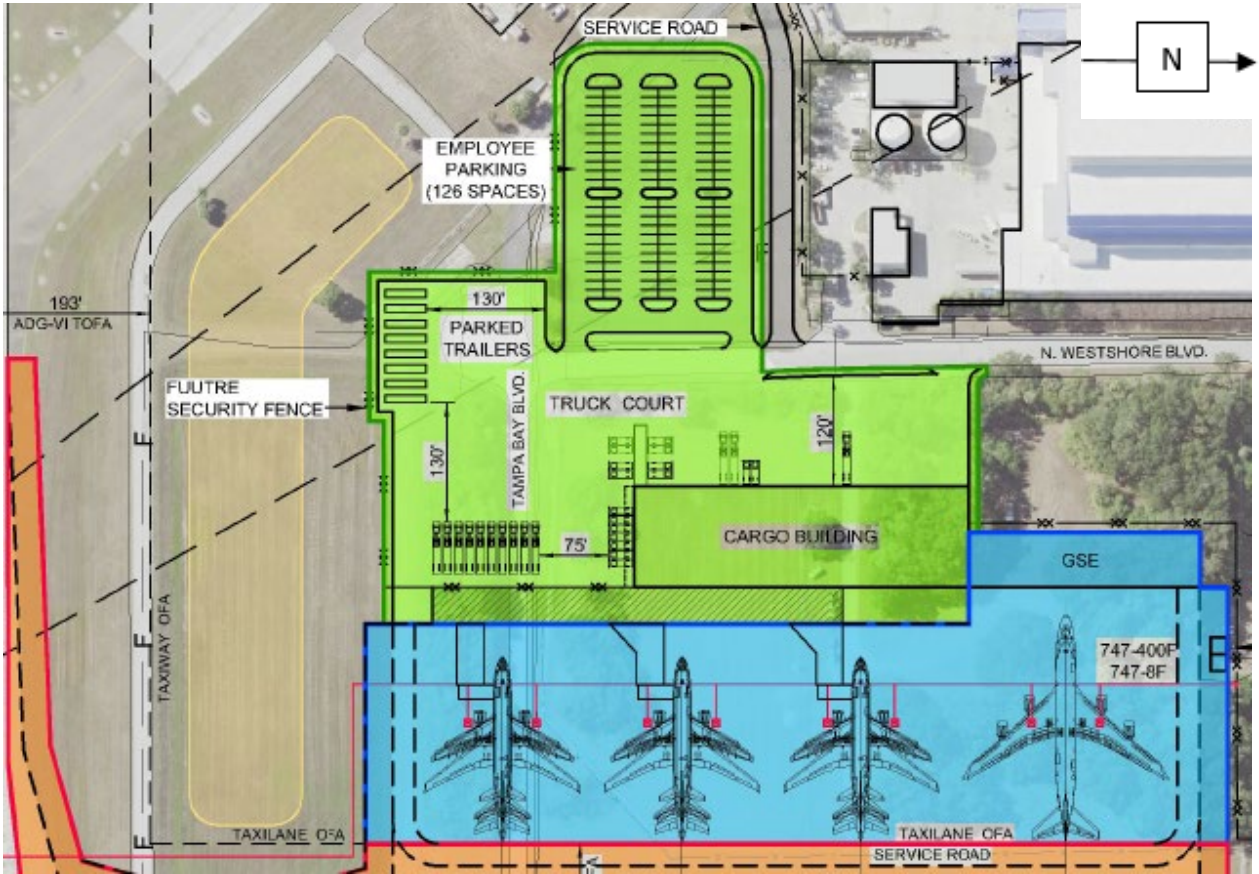 SERVICE ROAD
N
EMPLOYEE
PARKING
(126 SPACES)
193'
ADG-VI TOFA
130'
PARKED
TRAILERS
N. WESTSHORE BLVD.
FUUTRE
SECURITY FENCE
TAMPA BAY BLVD.
TRUCK COURT
120'
F
130'
75'
CARGO BUILDING
GSE
TAXIWAY OFA
F
747-400F
747-8F
F
TAXILANE OFA
TAXILANE OFA
SERVICE ROAD